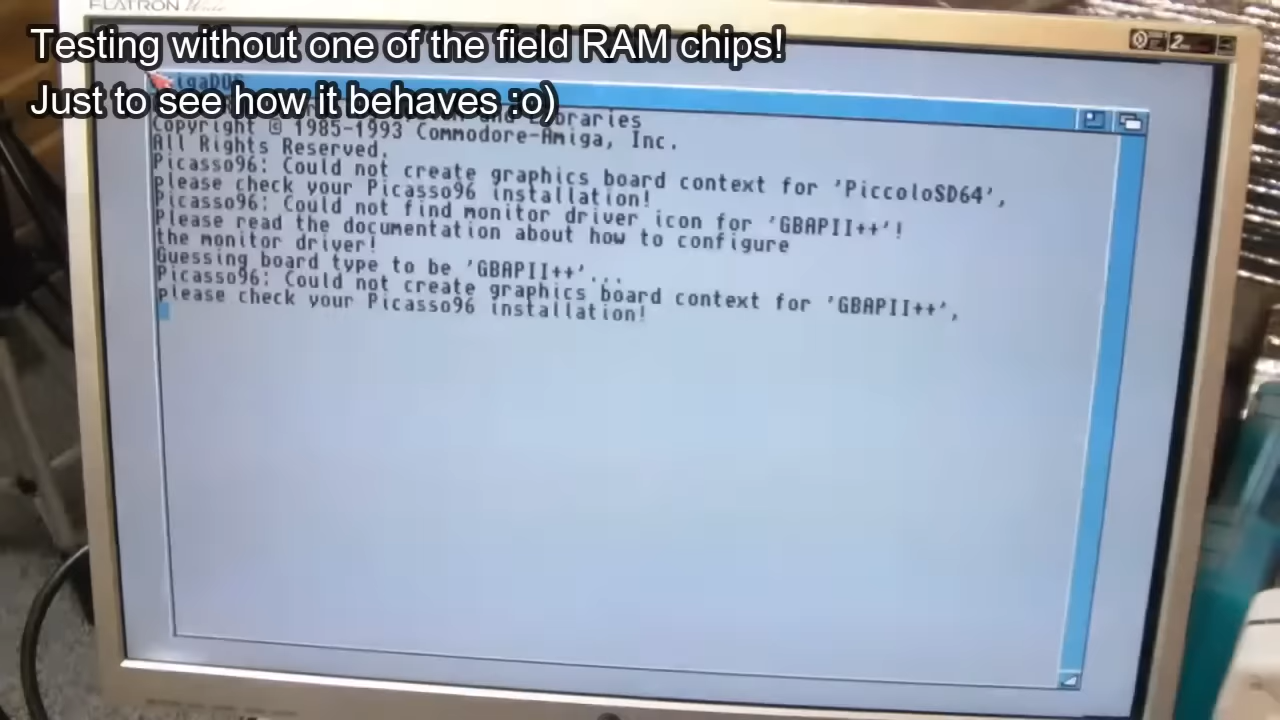 FLATRON Wide
Testing without one of the field RAM chips!
Just to see how it behaves :o)
Copyright © 1985-1993 Commodore-Amiga, Inc.
All Rights Reserved.
Picasso96: Could not create graphics board context for 'PiccoloSD64',
please check your Picasso96 installation!
Picasso96: Could not find monitor driver icon for 'GBAPII++'!
Please read the documentation about how to configure
the monitor driver!
Guessing board type to be 'GBAPII++'...
Picasso96: Could not create graphics board context for 'GBAPII++',
please check your Picasso96 installation!